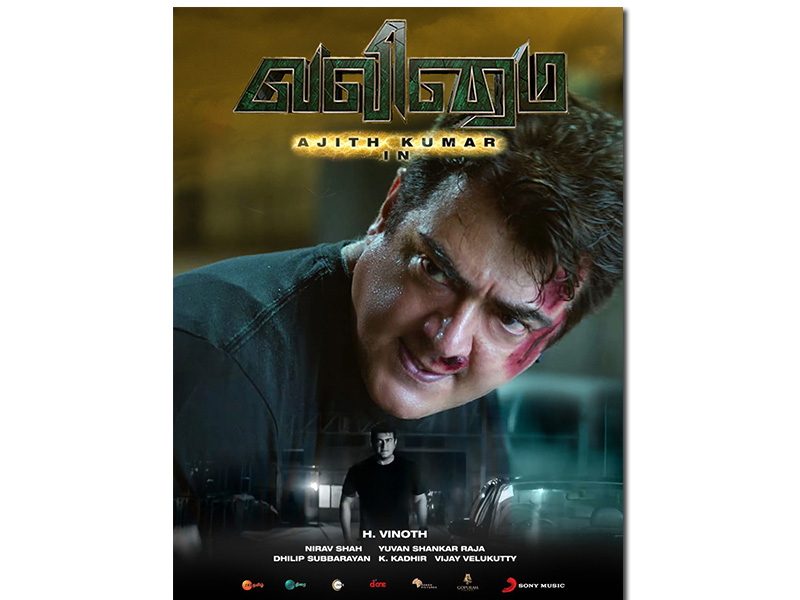 வலிமை
AJITH KUMAR
IN
H. VINOTH
NIRAV SHAH YUVAN SHANKAR RAJA
DHILIP SUBBARAYAN K. KADHIR VIJAY VELUKUTTY
SONY MUSIC